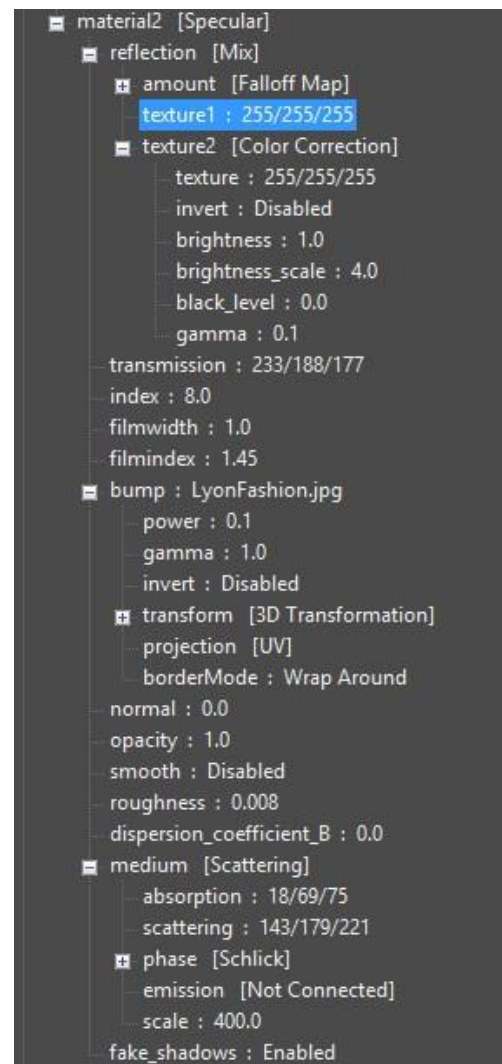 material2 [Specular]
reflection [Mix]
amount [Falloff Map]
texture1 : 255/255/255
texture2 [Color Correction]
texture : 255/255/255
invert : Disabled
brightness : 1.0
brightness_scale : 4.0
black_level : 0.0
gamma : 0.1
transmission : 233/188/177
index : 8.0
filmwidth : 1.0
filmindex : 1.45
bump : LyonFashion.jpg
power : 0.1
gamma : 1.0
invert : Disabled
transform [3D Transformation]
projection [UV]
borderMode : Wrap Around
normal : 0.0
opacity : 1.0
smooth : Disabled
roughness : 0.008
dispersion_coefficient_B : 0.0
medium [Scattering]
absorption : 18/69/75
scattering : 143/179/221
phase [Schlick]
emission [Not Connected]
scale : 400.0
fake_shadows : Enabled